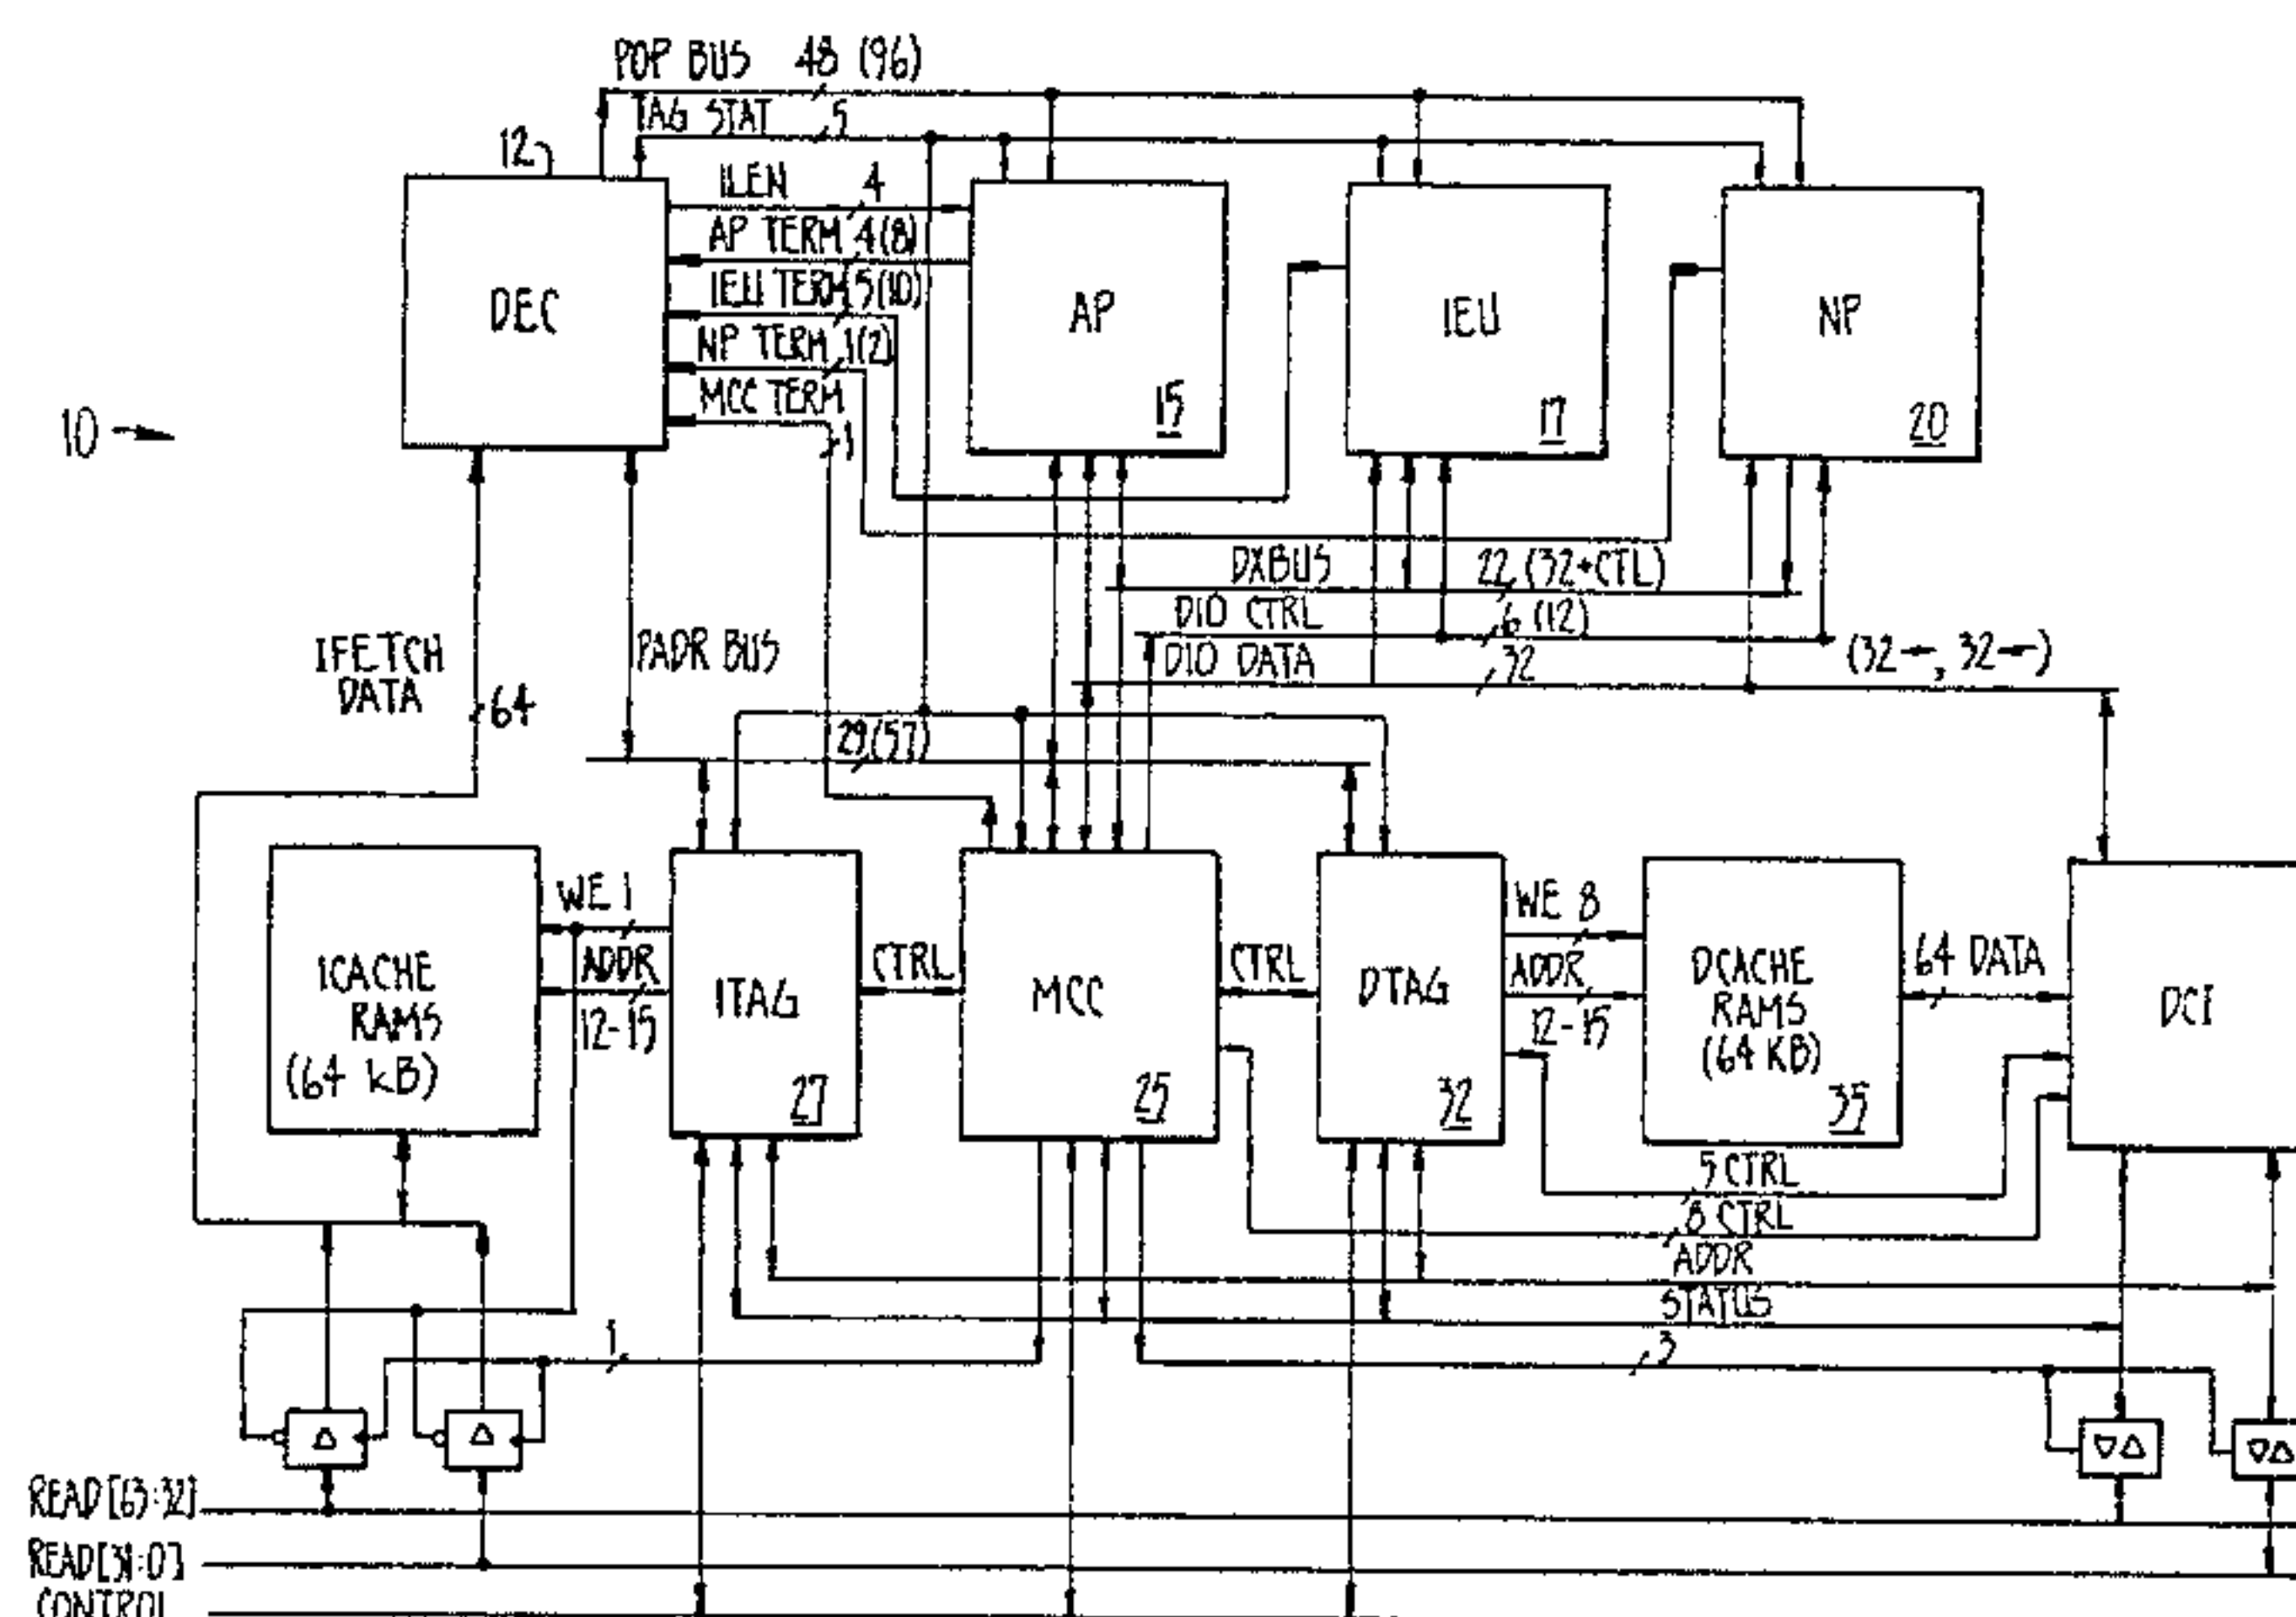 POP BUS 48 (96)
TAG STAT 5
12
ILEN 4
AP TERM 4(8)
IEU TERM 5(10)
NP TERM 1(2)
MCC TERM
1
DEC
AP
15
IEU
17
NP
20
10
DXBUS 22 (32+CTL)
DIO CTRL 6 (12)
DIO DATA 32
(32→, 32←)
IFETCH
DATA
64
PADR BUS
29(57)
ICACHE
RAMS
(64 KB)
WE 1
ADDR
12-15
ITAG
27
CTRL
MCC
25
CTRL
DTAG
32
WE 8
ADDR
12-15
DCACHE
RAMS
(64 KB)
35
64 DATA
DCI
5 CTRL
8 CTRL
ADDR
STATUS
1
3
READ[63:32]
READ[31:0]
CONTROL